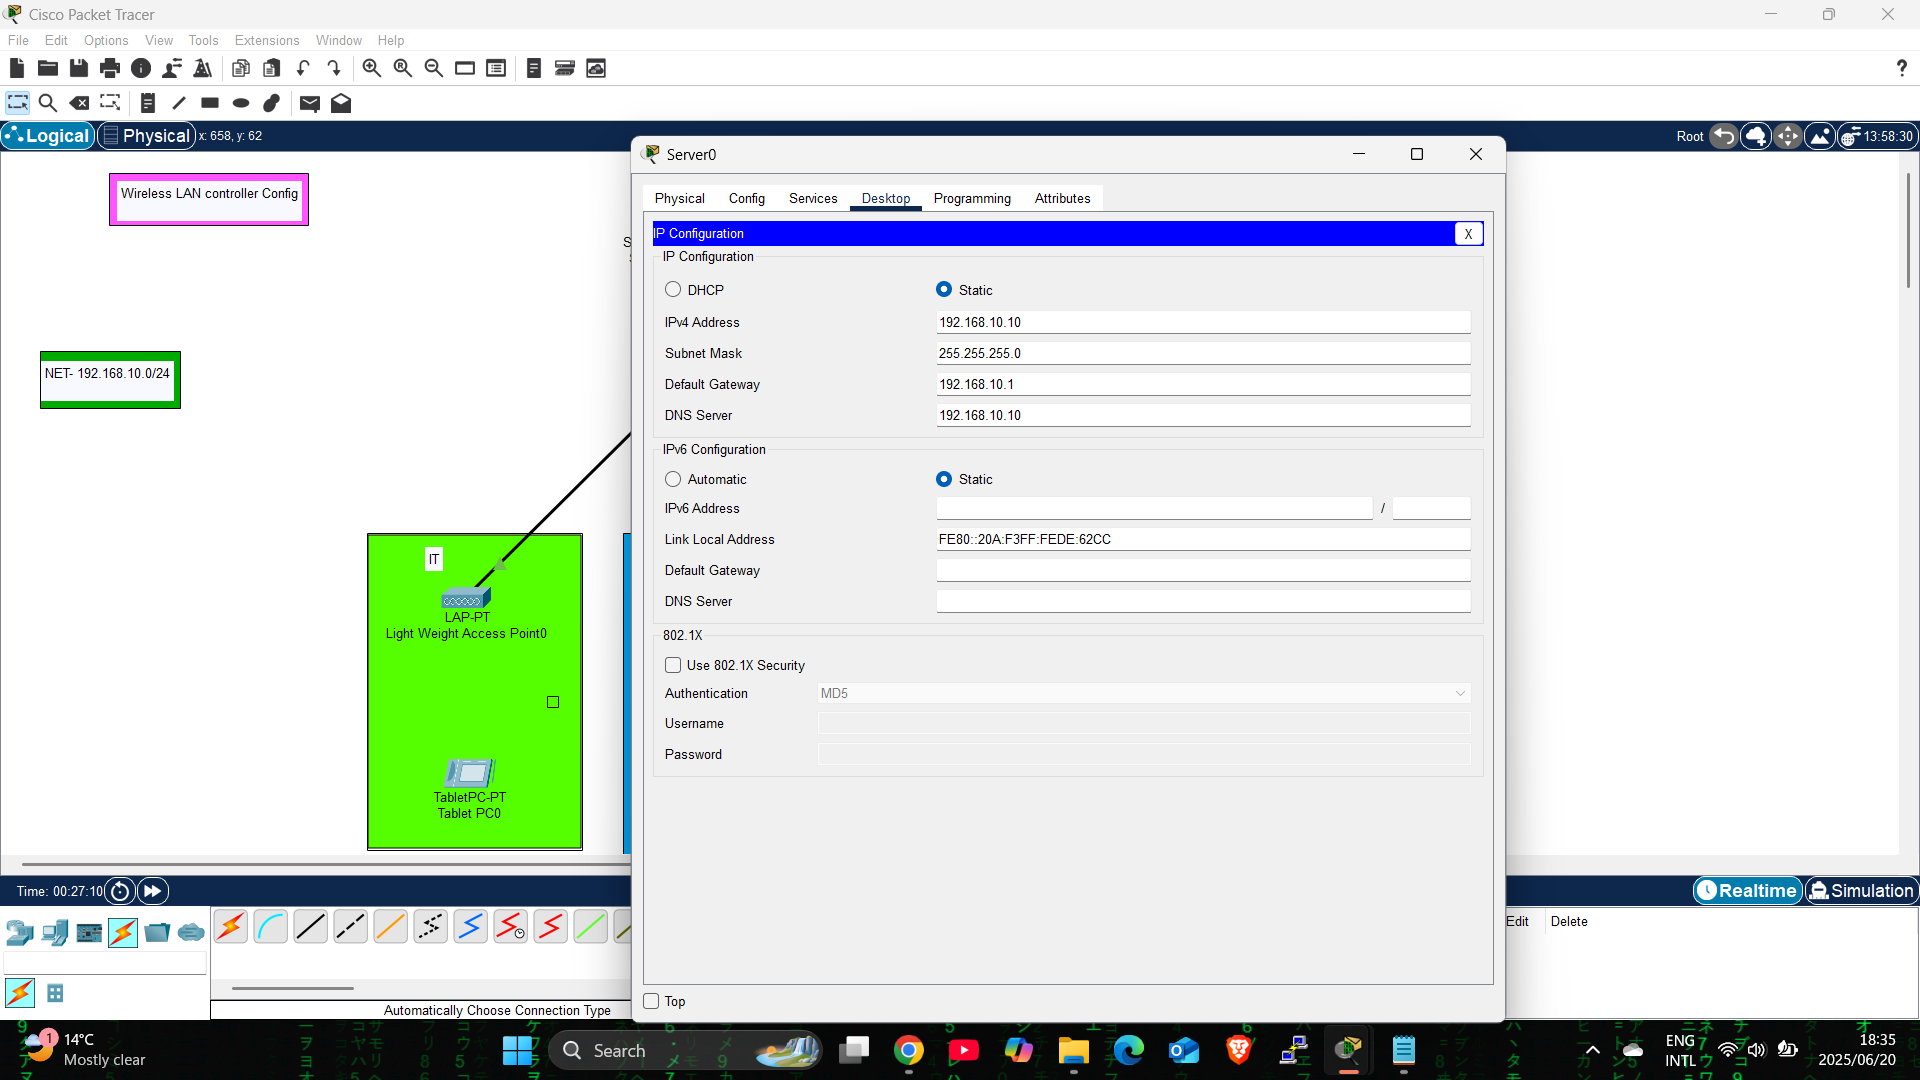 Cisco Packet Tracer
File Edit Options View Tools Extensions Window Help
?
Logical Physical x: 658, y: 62
Root 13:58:30
Wireless LAN controller Config
NET- 192.168.10.0/24
IT
LAP-PT
Light Weight Access Point0
TabletPC-PT
Tablet PC0
S
Server0
Physical Config Services Desktop Programming Attributes
IP Configuration X
IP Configuration
DHCP Static
IPv4 Address 192.168.10.10
Subnet Mask 255.255.255.0
Default Gateway 192.168.10.1
DNS Server 192.168.10.10
IPv6 Configuration
Automatic Static
IPv6 Address /
Link Local Address FE80::20A:F3FF:FEDE:62CC
Default Gateway
DNS Server
802.1X
Use 802.1X Security
Authentication MD5
Username
Password
Top
Time: 00:27:10
Realtime Simulation
Edit Delete
Automatically Choose Connection Type
1
14°C
Mostly clear
Search
ENG
INTL
18:35
2025/06/20